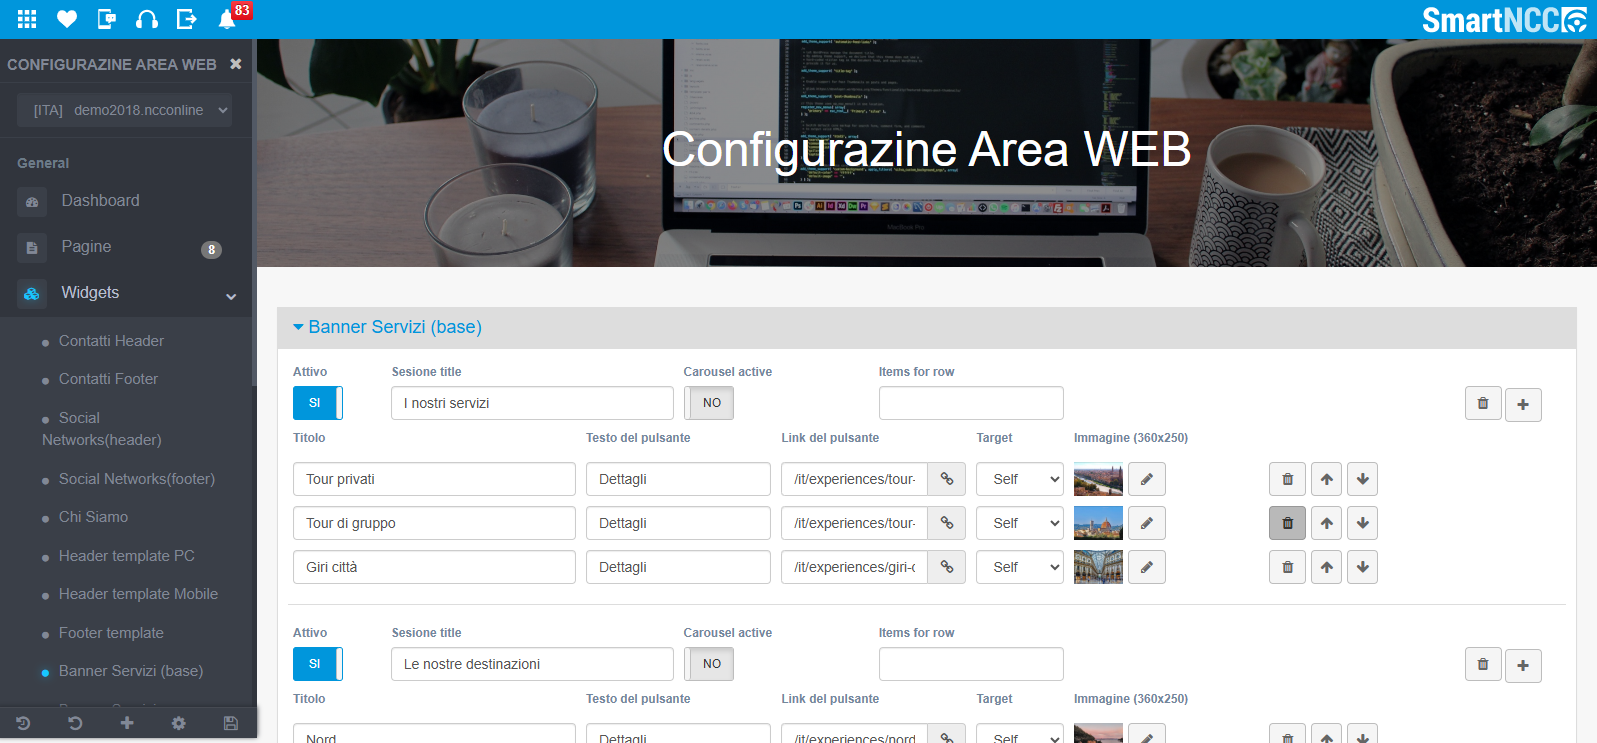 83
SmartNCC
CONFIGURAZINE AREA WEB
[ITA] demo2018.ncconline
General
Dashboard
Pagine
8
Widgets
Contatti Header
Contatti Footer
Social
Networks(header)
Social Networks(footer)
Chi Siamo
Header template PC
Header template Mobile
Footer template
Banner Servizi (base)
Configurazine Area WEB
MacBook Pro
Banner Servizi (base)
Attivo Sesione title Carousel active Items for row
SI I nostri servizi NO
Titolo Testo del pulsante Link del pulsante Target Immagine (360x250)
Tour privati Dettagli /it/experiences/tour- Self
Tour di gruppo Dettagli /it/experiences/tour- Self
Giri città Dettagli /it/experiences/giri-c Self
Attivo Sesione title Carousel active Items for row
SI Le nostre destinazioni NO
Titolo Testo del pulsante Link del pulsante Target Immagine (360x250)
Nord Dettagli /it/experiences/nord Self